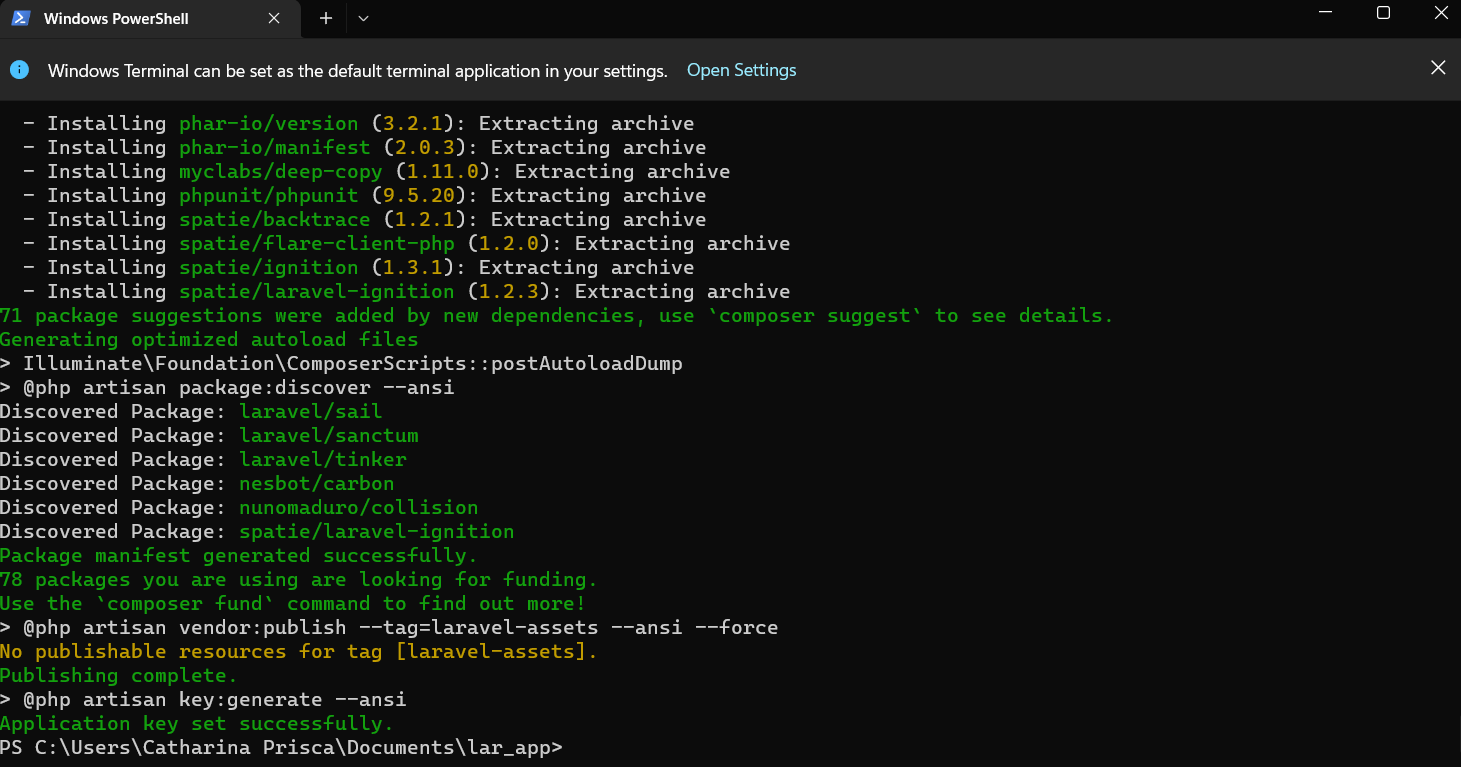 Windows PowerShell
Windows Terminal can be set as the default terminal application in your settings. Open Settings
- Installing phar-io/version (3.2.1): Extracting archive
- Installing phar-io/manifest (2.0.3): Extracting archive
- Installing myclabs/deep-copy (1.11.0): Extracting archive
- Installing phpunit/phpunit (9.5.20): Extracting archive
- Installing spatie/backtrace (1.2.1): Extracting archive
- Installing spatie/flare-client-php (1.2.0): Extracting archive
- Installing spatie/ignition (1.3.1): Extracting archive
- Installing spatie/laravel-ignition (1.2.3): Extracting archive
71 package suggestions were added by new dependencies, use `composer suggest` to see details.
Generating optimized autoload files
> Illuminate\Foundation\ComposerScripts::postAutoloadDump
> @php artisan package:discover --ansi
Discovered Package: laravel/sail
Discovered Package: laravel/sanctum
Discovered Package: laravel/tinker
Discovered Package: nesbot/carbon
Discovered Package: nunomaduro/collision
Discovered Package: spatie/laravel-ignition
Package manifest generated successfully.
78 packages you are using are looking for funding.
Use the `composer fund` command to find out more!
> @php artisan vendor:publish --tag=laravel-assets --ansi --force
No publishable resources for tag [laravel-assets].
Publishing complete.
> @php artisan key:generate --ansi
Application key set successfully.
PS C:\Users\Catharina Prisca\Documents\lar_app>